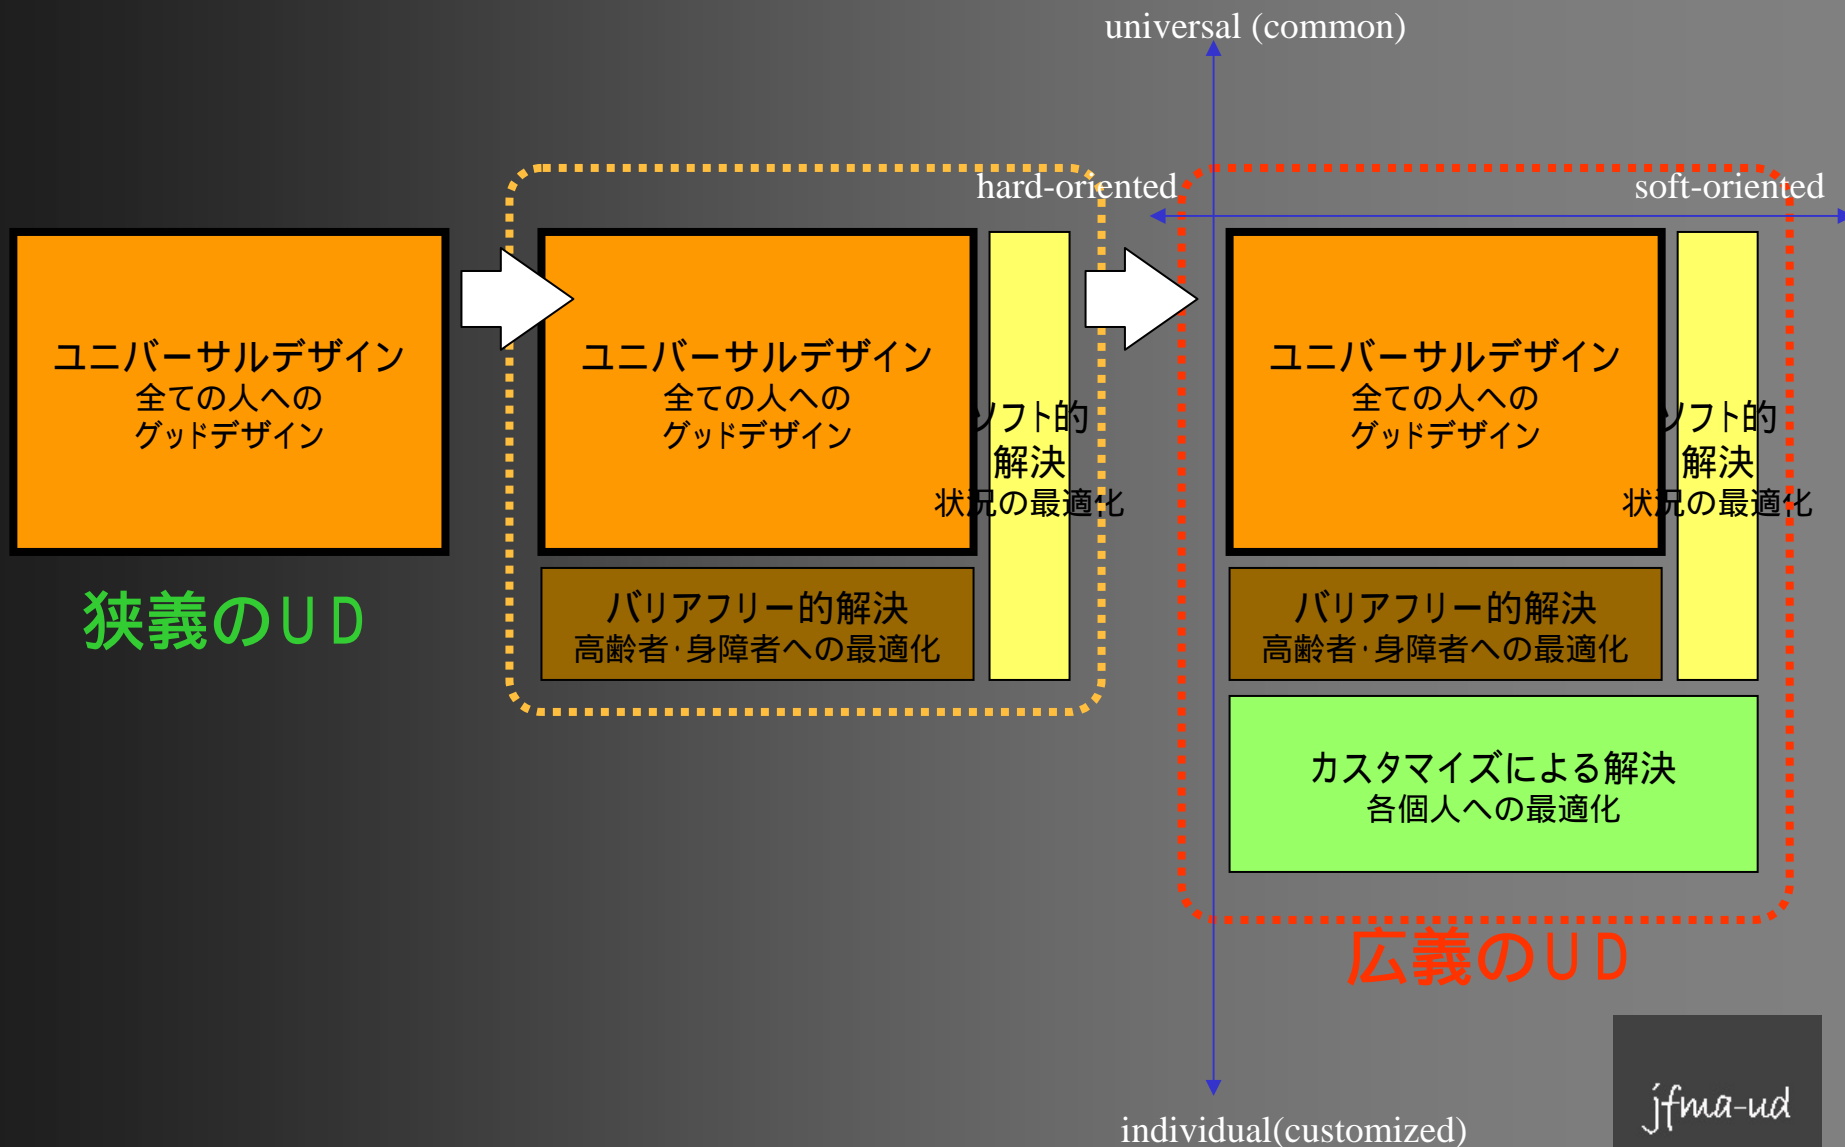 universal (common)
hard-oriented
soft-oriented
ユニバーサルデザイン
全ての人への
グッドデザイン
狭義のUD
ユニバーサルデザイン
全ての人への
グッドデザイン
ソフト的
解決
状況の最適化
バリアフリー的解決
高齢者・身障者への最適化
ユニバーサルデザイン
全ての人への
グッドデザイン
ソフト的
解決
状況の最適化
バリアフリー的解決
高齢者・身障者への最適化
カスタマイズによる解決
各個人への最適化
広義のUD
individual(customized)
jfma-ud